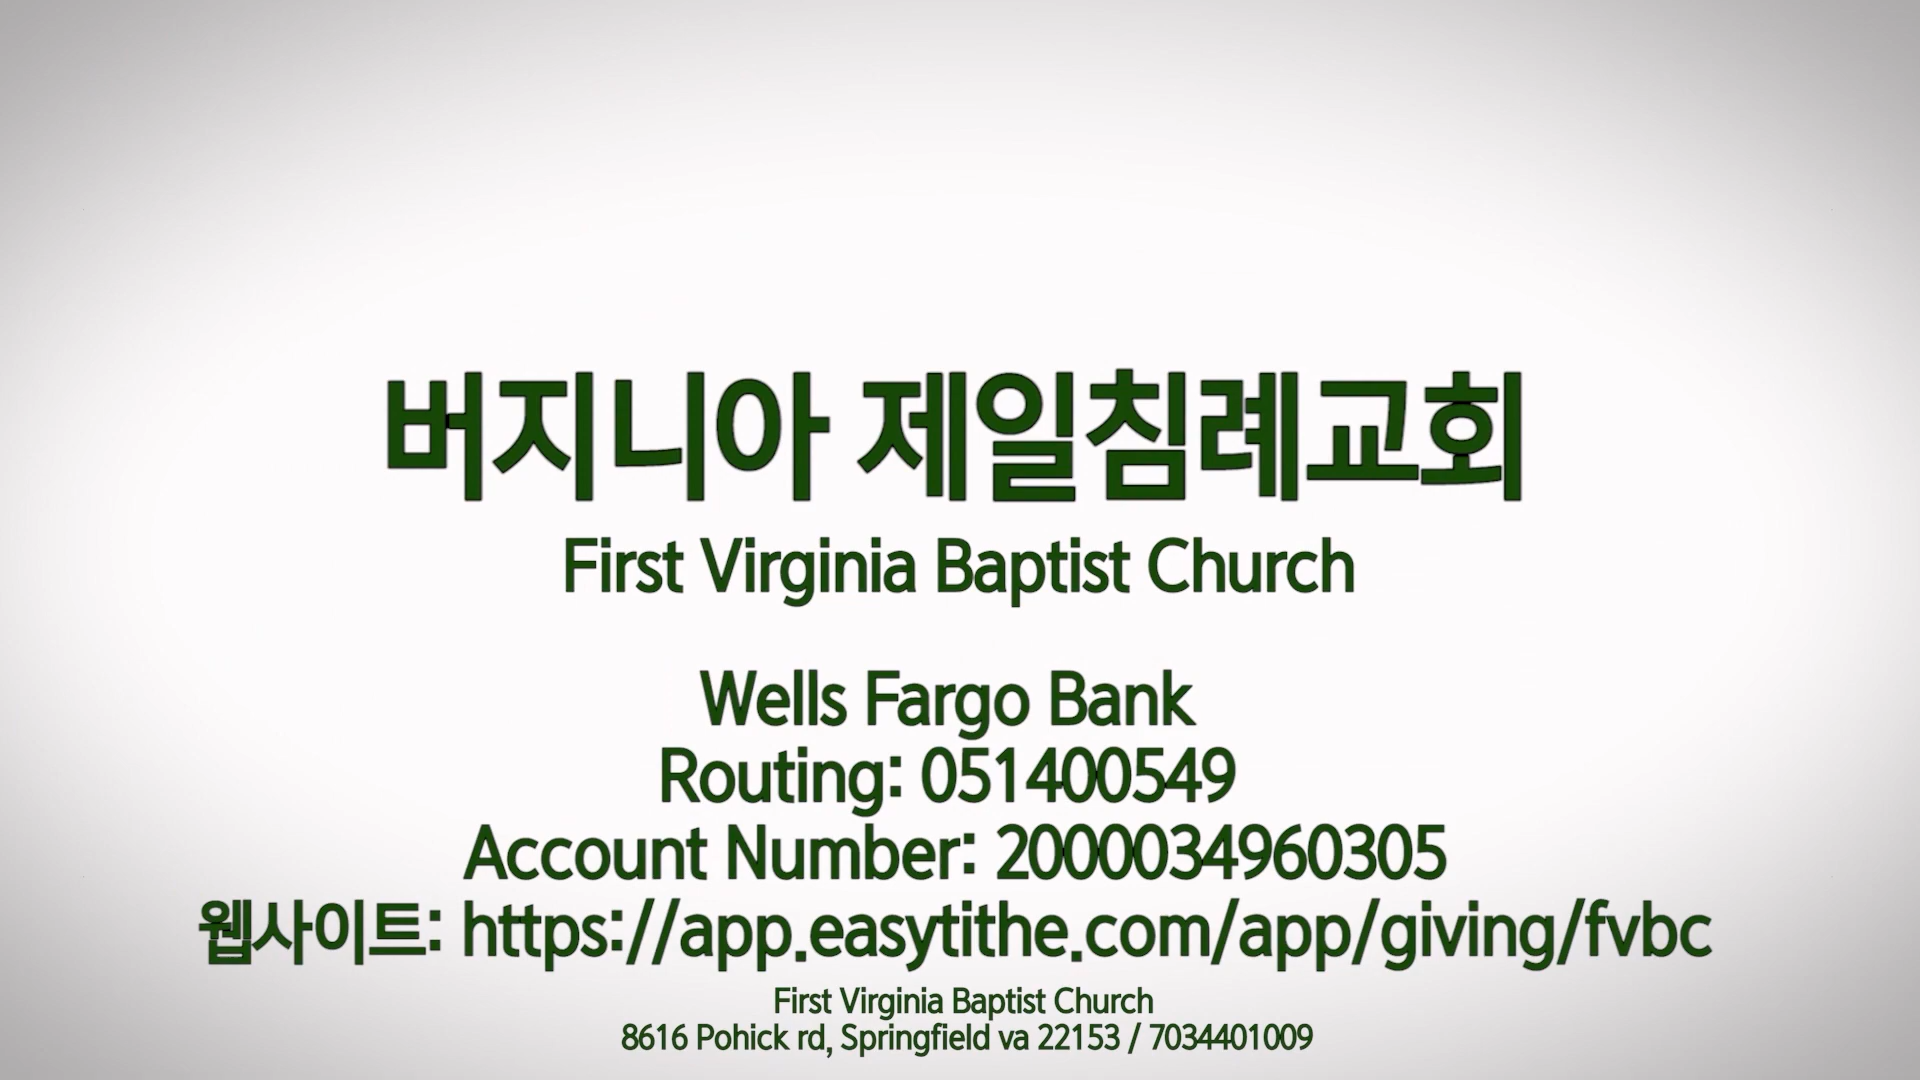 버지니아 제일침례교회
First Virginia Baptist Church
Wells Fargo Bank
Routing: 051400549
Account Number: 2000034960305
웹사이트: https://app.easytithe.com/app/giving/fvbc
First Virginia Baptist Church
8616 Pohick rd, Springfield va 22153 / 7034401009